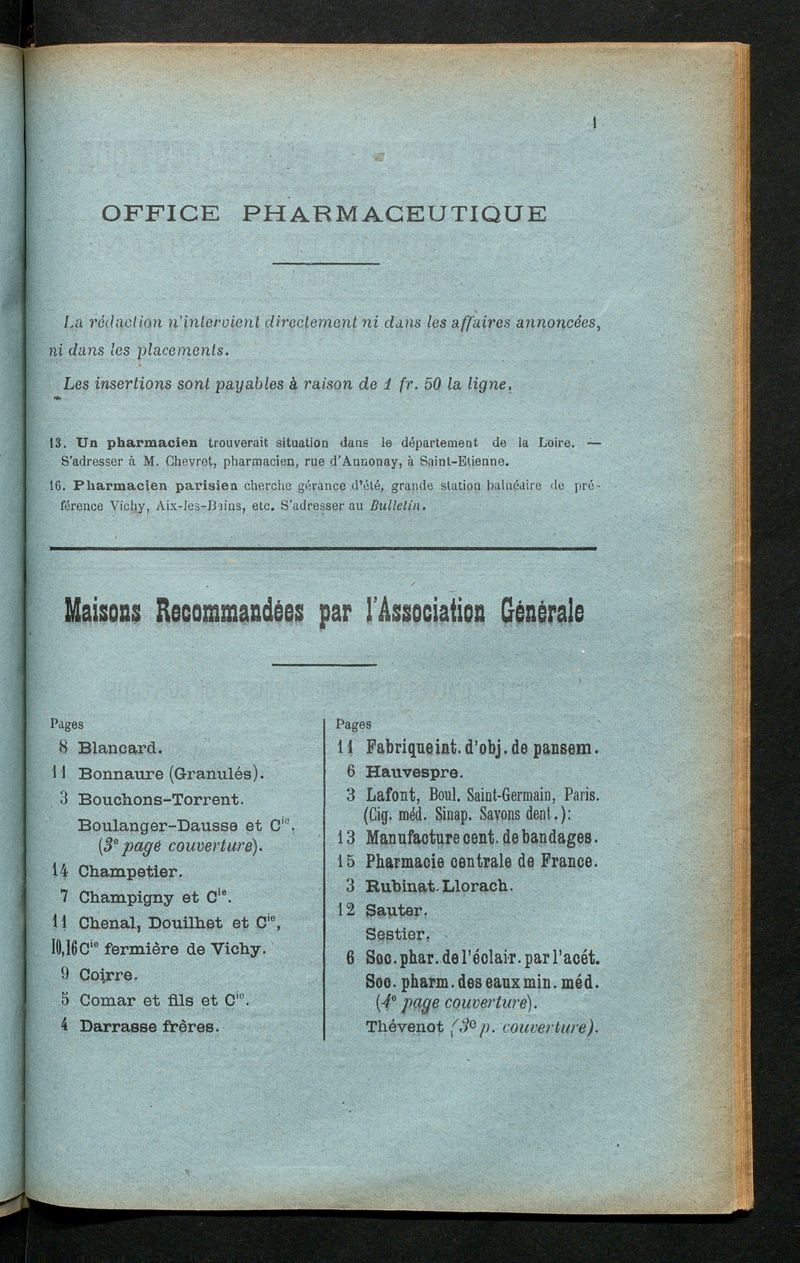 1
OFFICE PHARMACEUTIQUE
La rédaction n'intervient directement ni dans les affaires annoncées,
ni dans les placements.
Les insertions sont payables à raison de 1 fr. 50 la ligne.
13. Un pharmacien trouverait situation dans le département de la Loire. —
S'adresser à M. Chevret, pharmacien, rue d'Annonay, à Saint-Etienne.
16. Pharmacien parisien cherche gérance d'été, grande station balnéaire de pré-
férence Vichy, Aix-les-Bains, etc. S'adresser au Bulletin.
Maisons Recommandées par l'Association Générale
Pages
8 Blancard.
11 Bonnaure (Granulés).
3 Bouchons-Torrent.
Boulanger-Dausse et Cie.
(3e page couverture).
14 Champetier.
7 Champigny et Cie.
11 Chenal, Douilhet et Cie,
10,16 Cie fermière de Vichy.
9 Coirre.
5 Comar et fils et Cie.
4 Darrasse frères.
Pages
11 Fabrique int. d'obj. de pansem.
6 Hauvespre.
3 Lafont, Boul. Saint-Germain, Paris.
(Cig. méd. Sinap. Savons dent.):
13 Manufacture cent. de bandages.
15 Pharmacie centrale de France.
3 Rubinat-Llorach.
12 Sauter.
Sestier.
6 Soc. phar. de l'éclair. par l'acét.
Soc. pharm. des eaux min. méd.
(4e page couverture).
Thévenot (3e p. couverture).